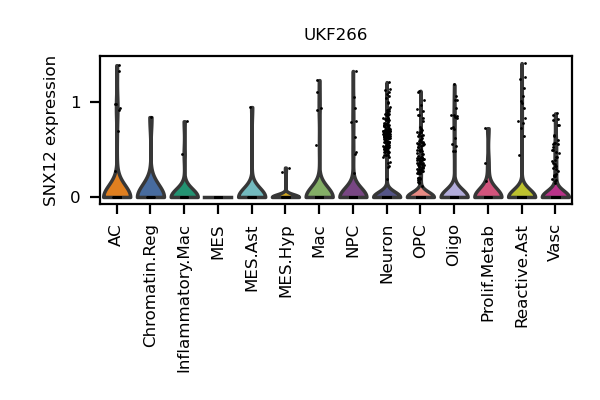 UKF266
SNX12 expression
1
0
AC
Chromatin.Reg
Inflammatory.Mac
MES
MES.Ast
MES.Hyp
Mac
NPC
Neuron
OPC
Oligo
Prolif.Metab
Reactive.Ast
Vasc